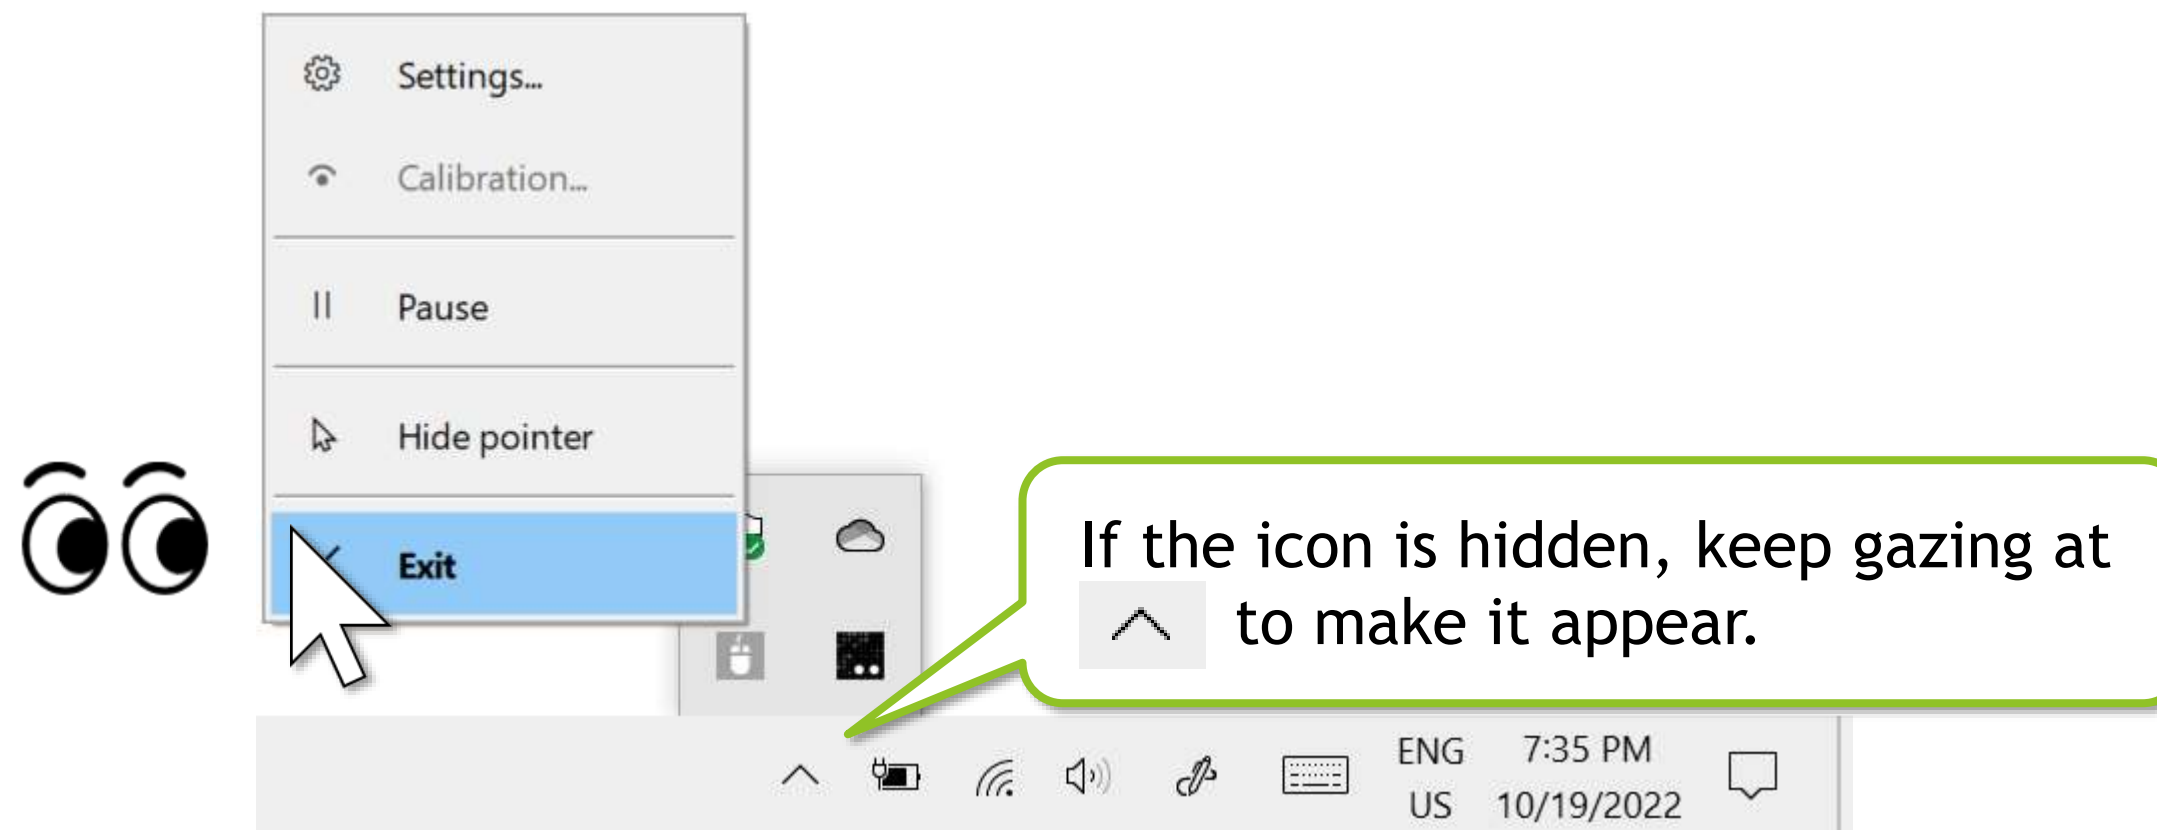 Settings...
Calibration...
Pause
Hide pointer
Exit
If the icon is hidden, keep gazing at
to make it appear.
ENG 7:35 PM
US 10/19/2022